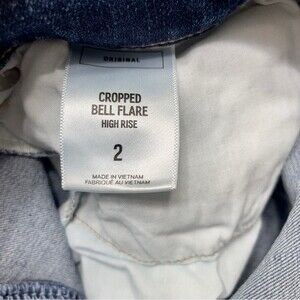 ORIGINAL
CROPPED
BELL FLARE
HIGH RISE
2
MADE IN VIETNAM
FABRIQUÉ AU VIETNAM